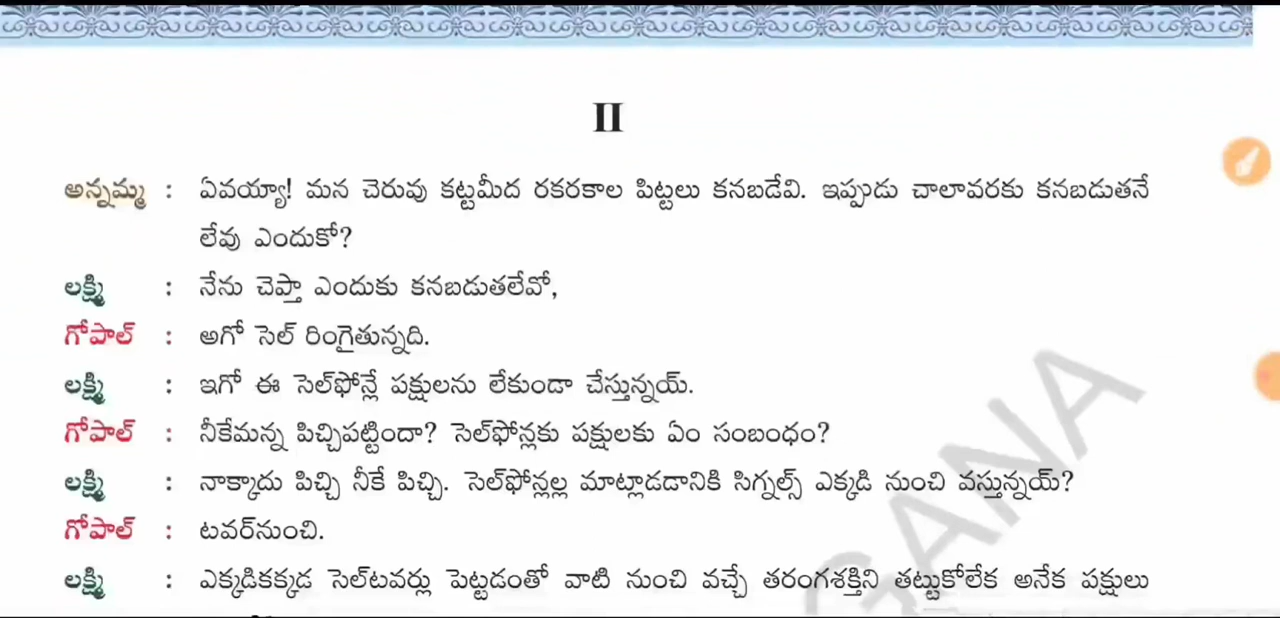 II
అన్నమ్మ : ఏవయ్యా! మన చెరువు కట్టమీద రకరకాల పిట్టలు కనబడేవి. ఇప్పుడు చాలావరకు కనబడుతనే
లేవు ఎందుకో?
లక్ష్మి : నేను చెప్తా ఎందుకు కనబడుతలేవో,
గోపాల్ : అగో సెల్ రింగైతున్నది.
లక్ష్మి : ఇగో ఈ సెల్‌ఫోన్లే పక్షులను లేకుండా చేస్తున్నయ్.
గోపాల్ : నీకేమన్న పిచ్చిపట్టిందా? సెల్‌ఫోన్లకు పక్షులకు ఏం సంబంధం?
లక్ష్మి : నాక్కాదు పిచ్చి నీకే పిచ్చి. సెల్‌ఫోన్లల్ల మాట్లాడడానికి సిగ్నల్స్ ఎక్కడి నుంచి వస్తున్నయ్?
గోపాల్ : టవర్‌నుంచి.
లక్ష్మి : ఎక్కడికక్కడ సెల్‌టవర్లు పెట్టడంతో వాటి నుంచి వచ్చే తరంగశక్తిని తట్టుకోలేక అనేక పక్షులు
GANA